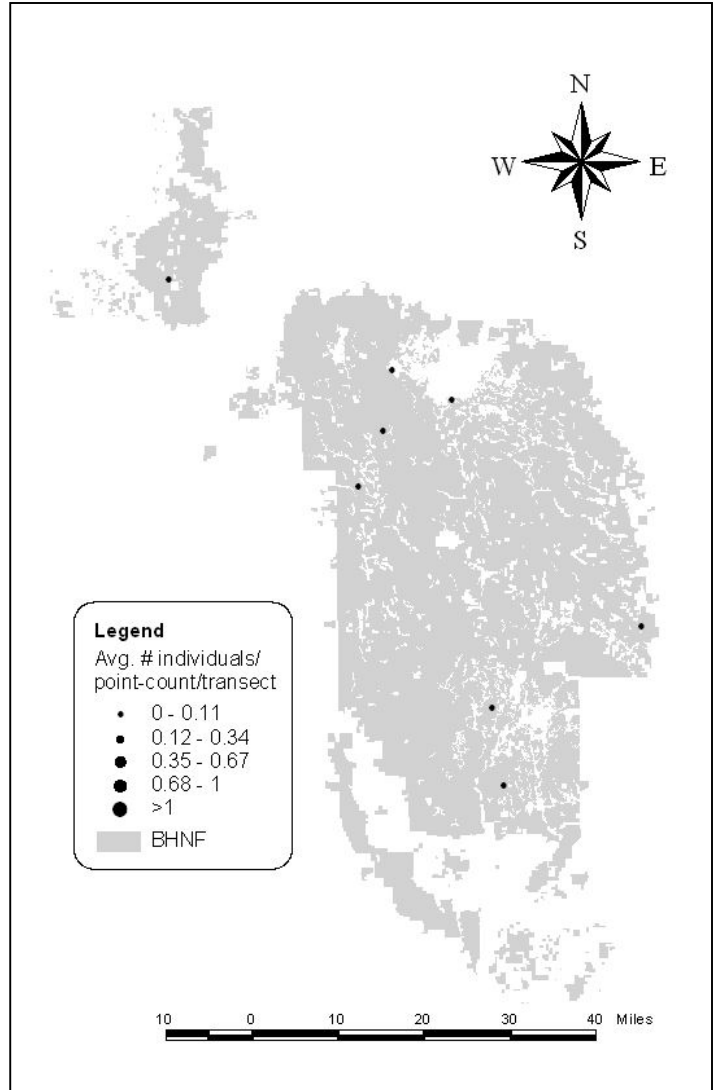 N
W E
S
Legend
Avg. # individuals/
point-count/transect
0 - 0.11
0.12 - 0.34
0.35 - 0.67
0.68 - 1
>1
BHNF
10 0 10 20 30 40 Miles